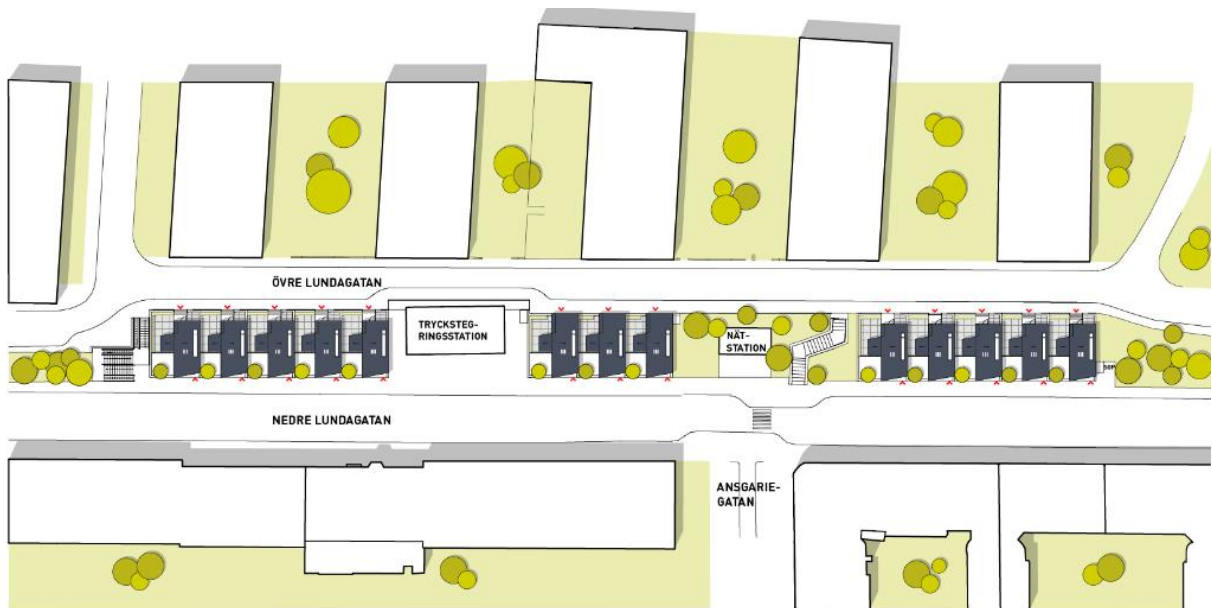 ÖVRE LUNDAGATAN
TRYCKSTEG-
RINGSSTATION
NÄT-
STATION
NEDRE LUNDAGATAN
ANSGARIE-
GATAN